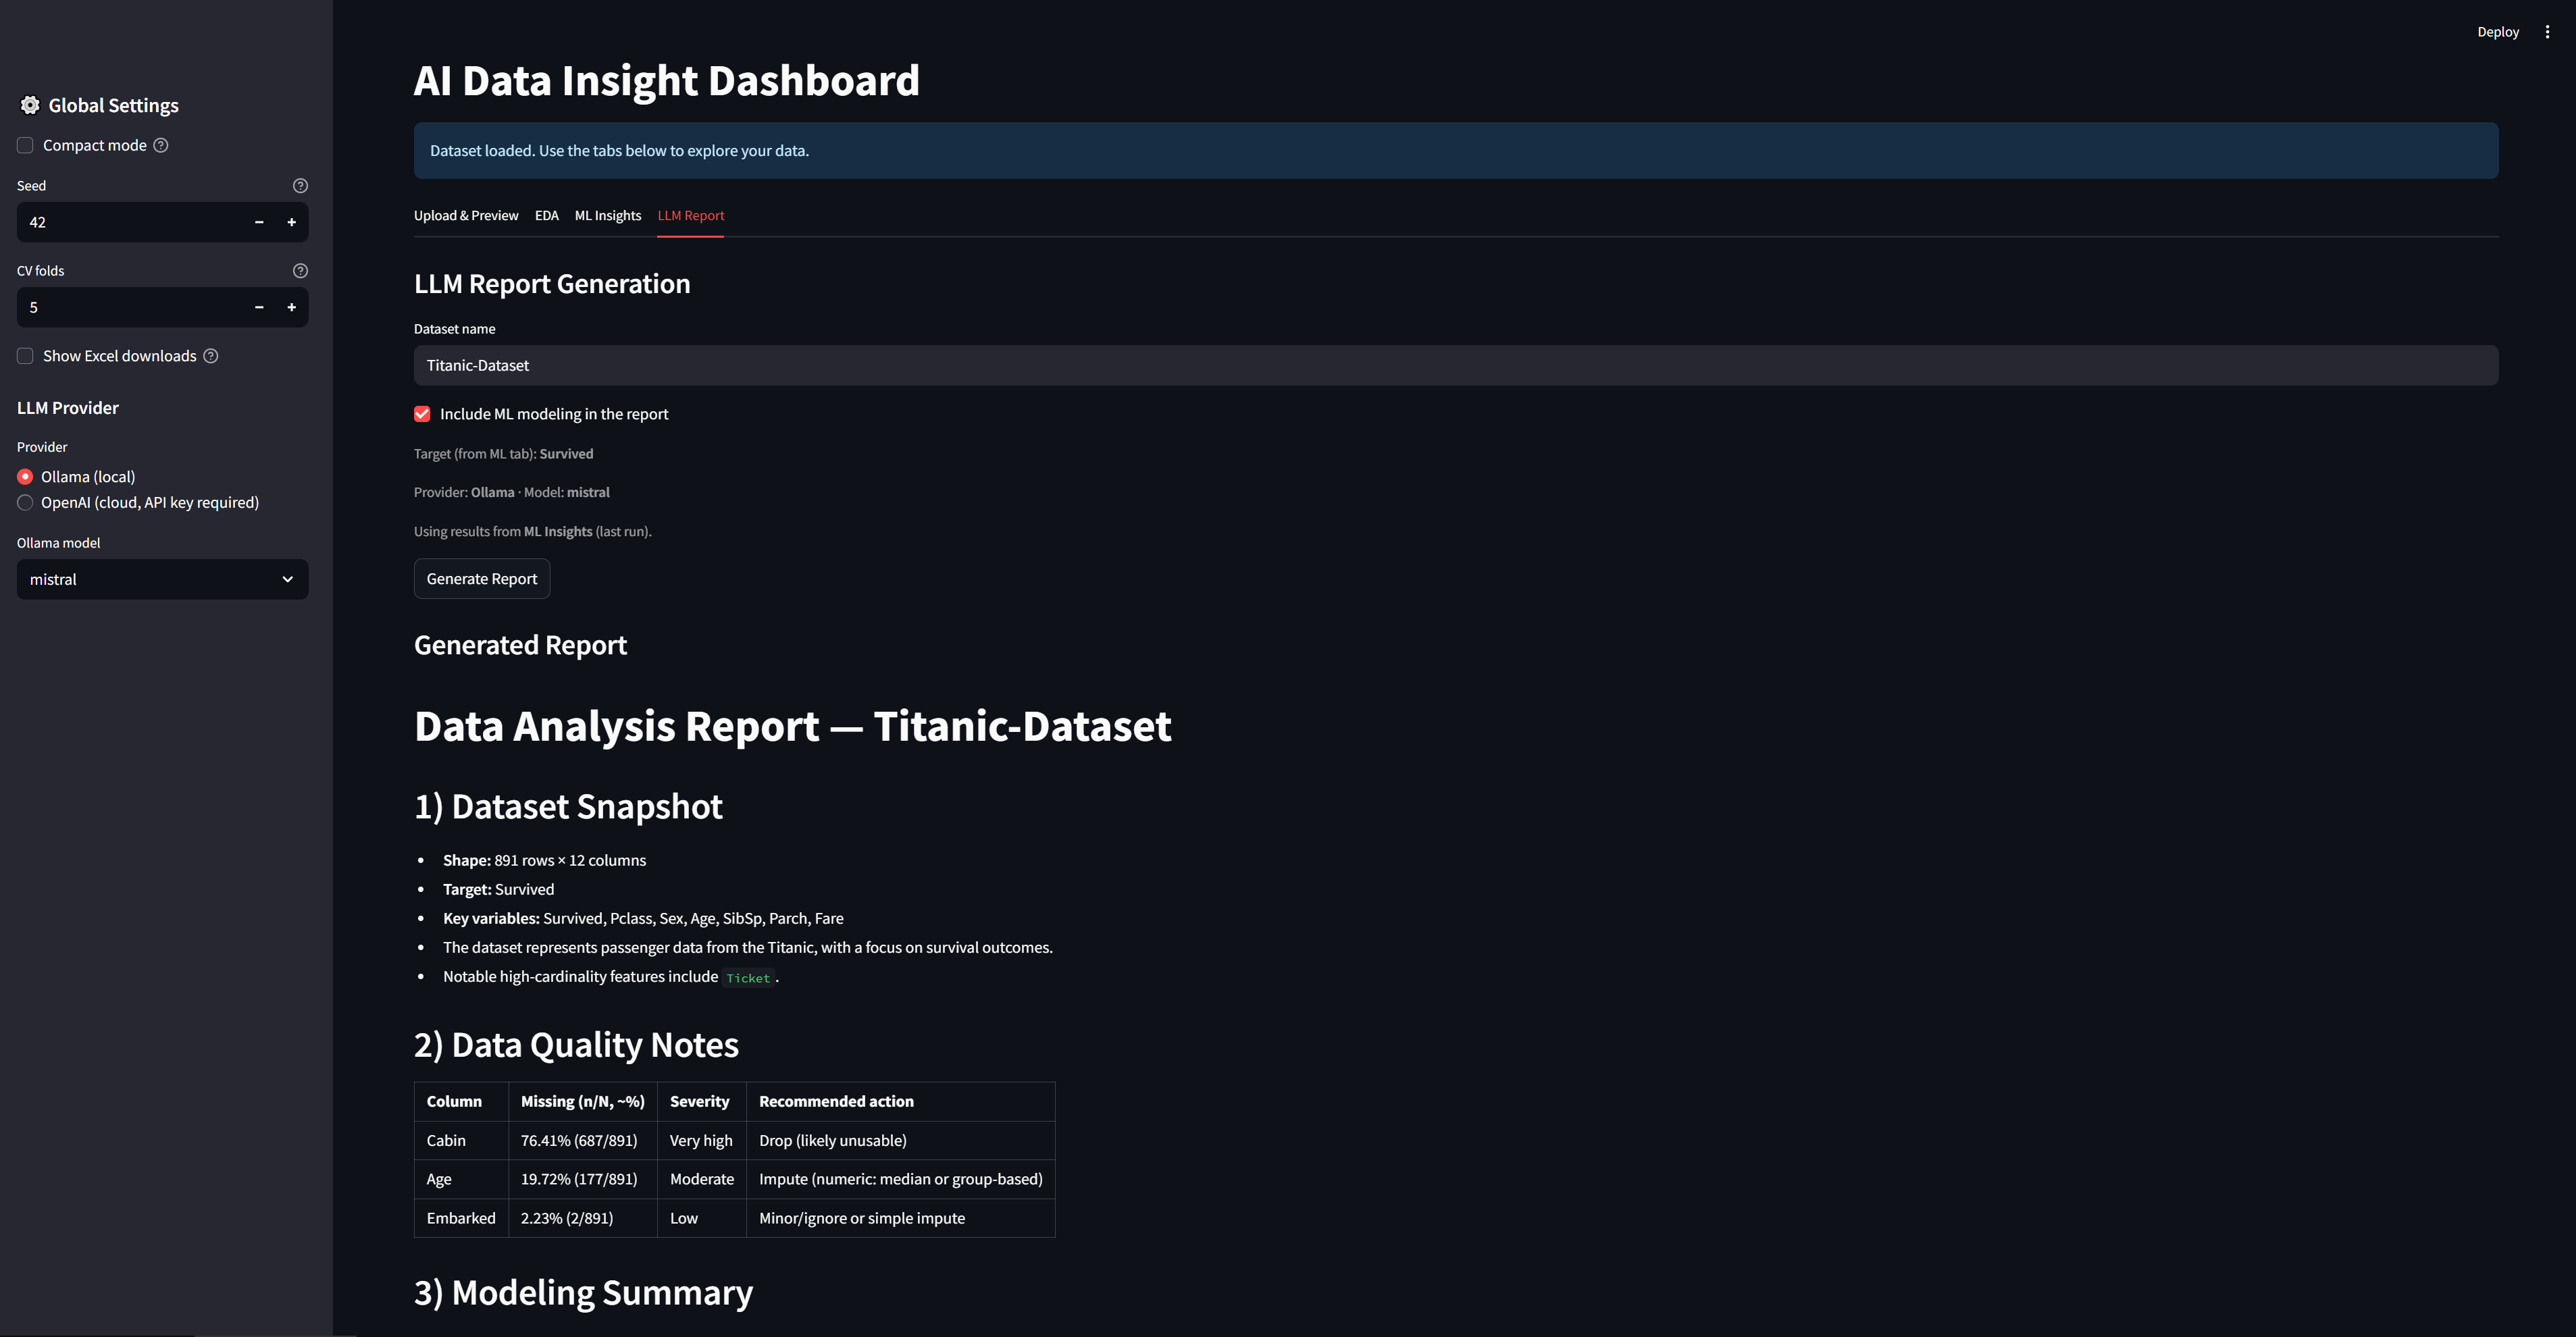 Deploy
Global Settings
Compact mode
Seed
42
CV folds
5
Show Excel downloads
LLM Provider
Provider
Ollama (local)
OpenAI (cloud, API key required)
Ollama model
mistral
AI Data Insight Dashboard
Dataset loaded. Use the tabs below to explore your data.
Upload & Preview EDA ML Insights LLM Report
LLM Report Generation
Dataset name
Titanic-Dataset
Include ML modeling in the report
Target (from ML tab): Survived
Provider: Ollama · Model: mistral
Using results from ML Insights (last run).
Generate Report
Generated Report
Data Analysis Report — Titanic-Dataset
1) Dataset Snapshot
• Shape: 891 rows × 12 columns
• Target: Survived
• Key variables: Survived, Pclass, Sex, Age, SibSp, Parch, Fare
• The dataset represents passenger data from the Titanic, with a focus on survival outcomes.
• Notable high-cardinality features include Ticket.
2) Data Quality Notes
Column Missing (n/N, ~%) Severity Recommended action
Cabin 76.41% (687/891) Very high Drop (likely unusable)
Age 19.72% (177/891) Moderate Impute (numeric: median or group-based)
Embarked 2.23% (2/891) Low Minor/ignore or simple impute
3) Modeling Summary